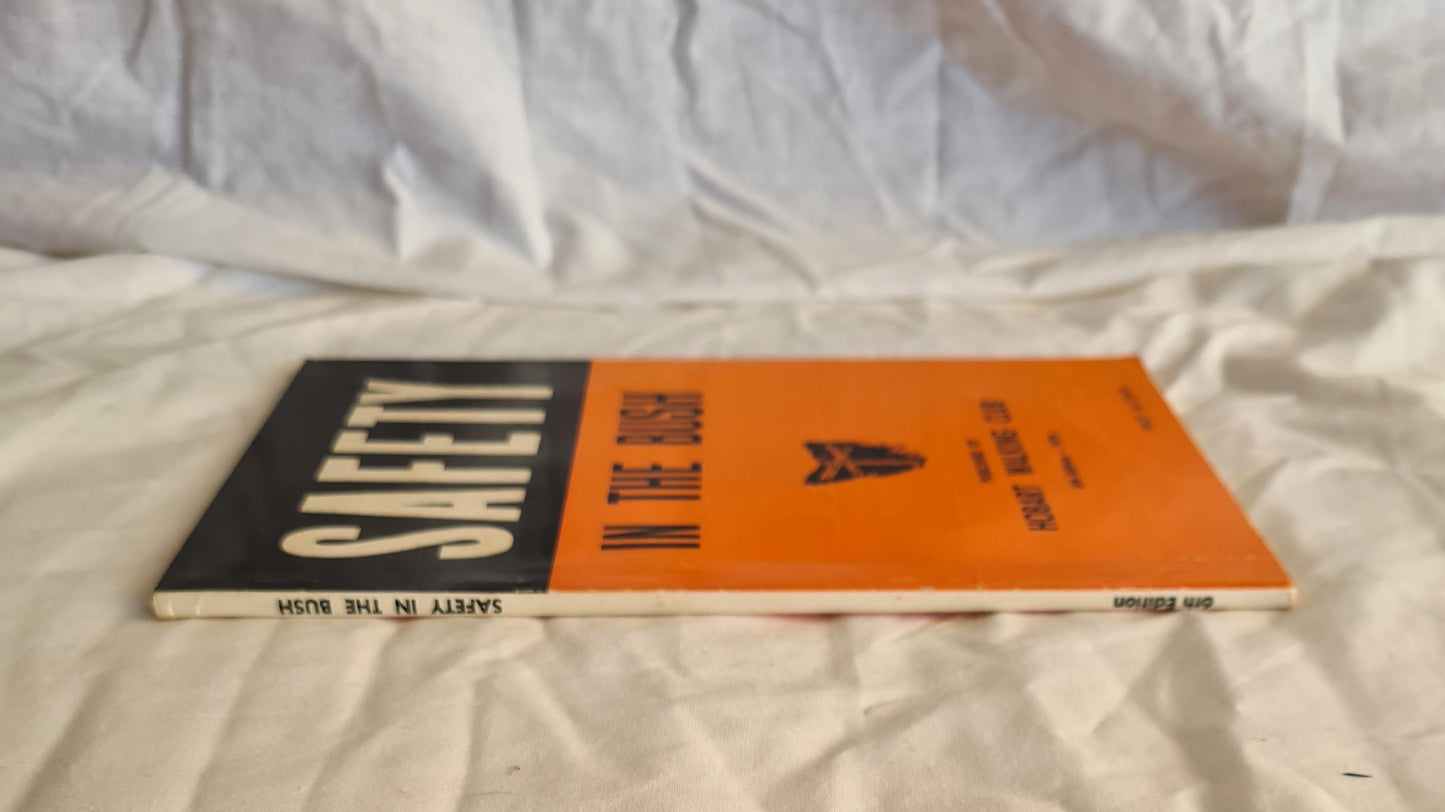 SAFETY
IN THE BUSH
HOBART WALKING CLUB
SAFETY IN THE BUSH
6th Edition